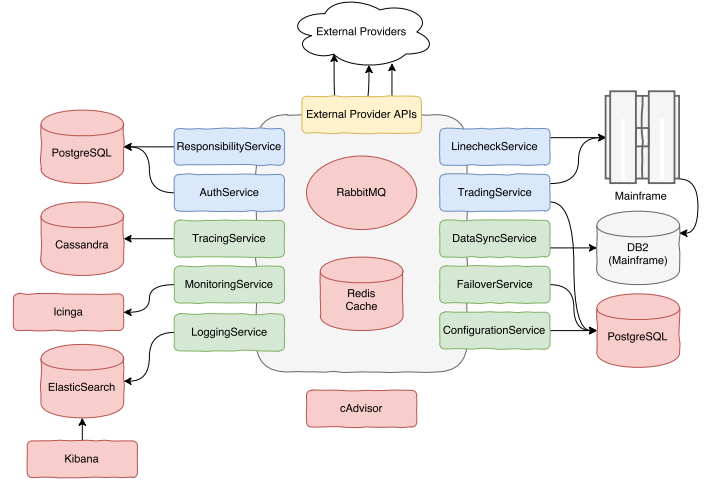 External Providers
External Provider APIs
PostgreSQL
ResponsibilityService
LinecheckService
Mainframe
AuthService
RabbitMQ
TradingService
Cassandra
TracingService
DataSyncService
DB2
(Mainframe)
Icinga
MonitoringService
Redis
Cache
FailoverService
LoggingService
ConfigurationService
PostgreSQL
ElasticSearch
cAdvisor
Kibana